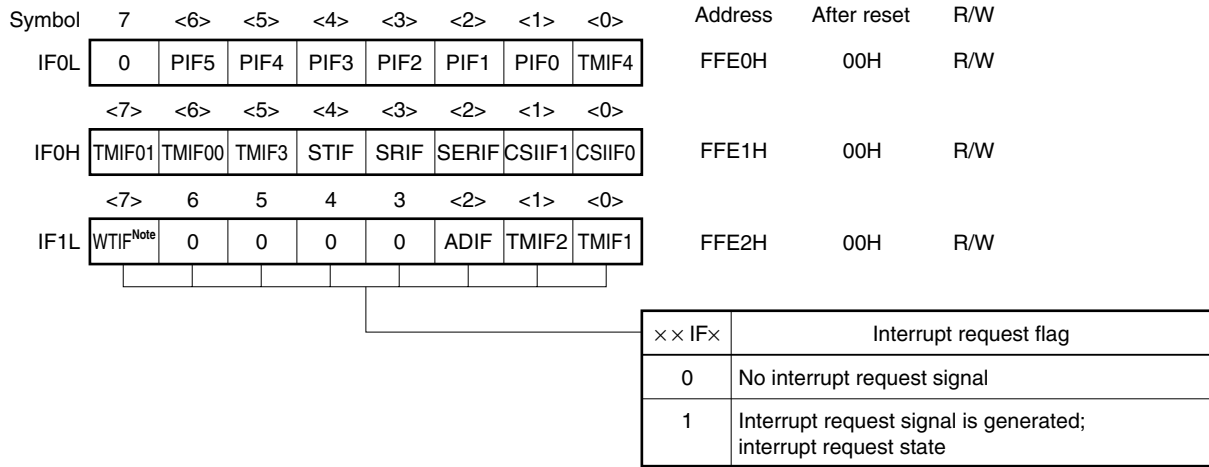 Symbol 7 <6> <5> <4> <3> <2> <1> <0> Address After reset R/W
IF0L 0 PIF5 PIF4 PIF3 PIF2 PIF1 PIF0 TMIF4 FFE0H 00H R/W
<7> <6> <5> <4> <3> <2> <1> <0>
IF0H TMIF01 TMIF00 TMIF3 STIF SRIF SERIF CSIIF1 CSIIF0 FFE1H 00H R/W
<7> 6 5 4 3 <2> <1> <0>
IF1L WTIFNote 0 0 0 0 ADIF TMIF2 TMIF1 FFE2H 00H R/W
××IF× Interrupt request flag
0 No interrupt request signal
1 Interrupt request signal is generated;
interrupt request state